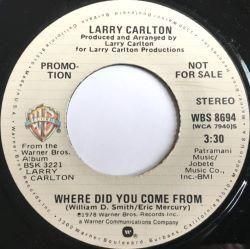 LARRY CARLTON
Produced and Arranged by
Larry Carlton
for Larry Carlton Productions
PROMO-
TION
NOT
FOR SALE
STEREO
WBS 8694
[WCA 7940]S
3:30
From the
Warner Bros.
Album
BSK 3221
LARRY
CARLTON
Patramani
Music/
Jobete
Music Co.
Inc-BMI
WHERE DID YOU COME FROM
(William D. Smith/Eric Mercury)
©1978 Warner Bros. Records Inc.
a Warner Communications Company